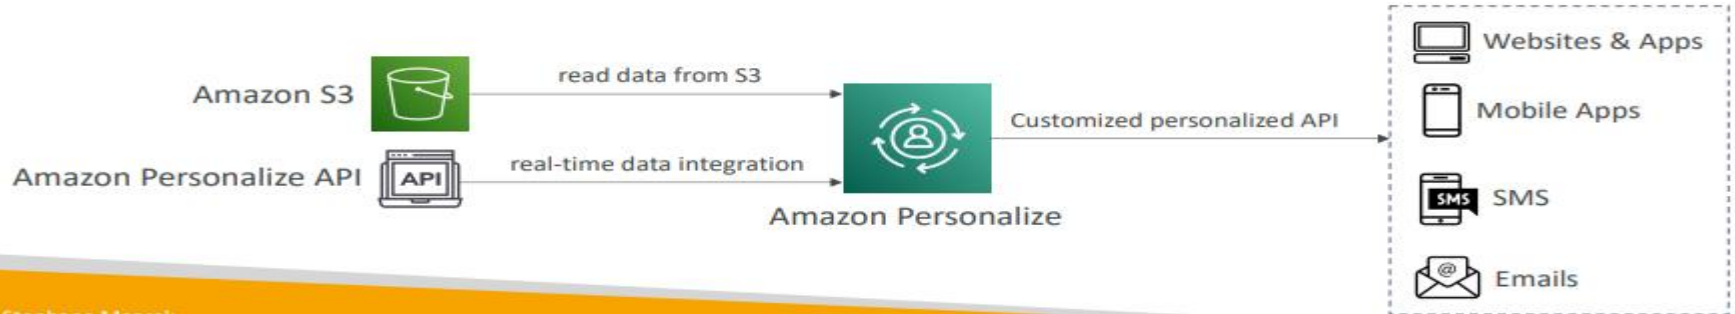 Websites & Apps
Amazon S3
read data from S3
Customized personalized API
Mobile Apps
Amazon Personalize API
API
real-time data integration
Amazon Personalize
SMS
SMS
@
Emails